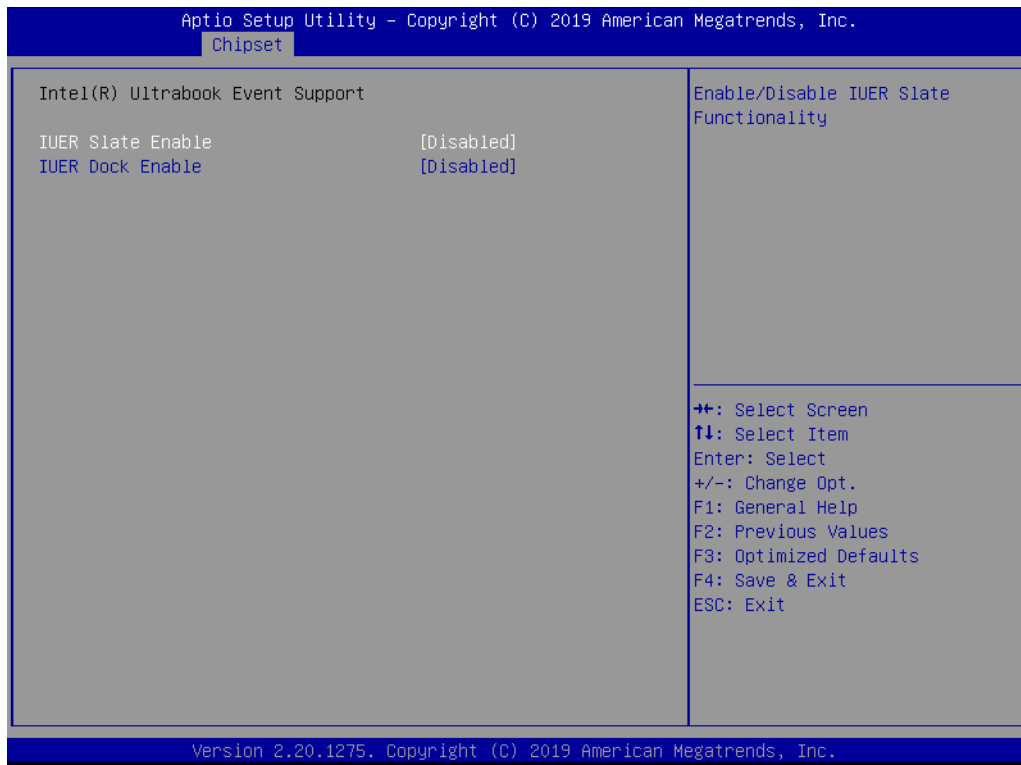 Aptio Setup Utility – Copyright (C) 2019 American Megatrends, Inc.
Chipset
Intel(R) Ultrabook Event Support
IUER Slate Enable [Disabled]
IUER Dock Enable [Disabled]
Enable/Disable IUER Slate
Functionality
→←: Select Screen
↑↓: Select Item
Enter: Select
+/-: Change Opt.
F1: General Help
F2: Previous Values
F3: Optimized Defaults
F4: Save & Exit
ESC: Exit
Version 2.20.1275. Copyright (C) 2019 American Megatrends, Inc.